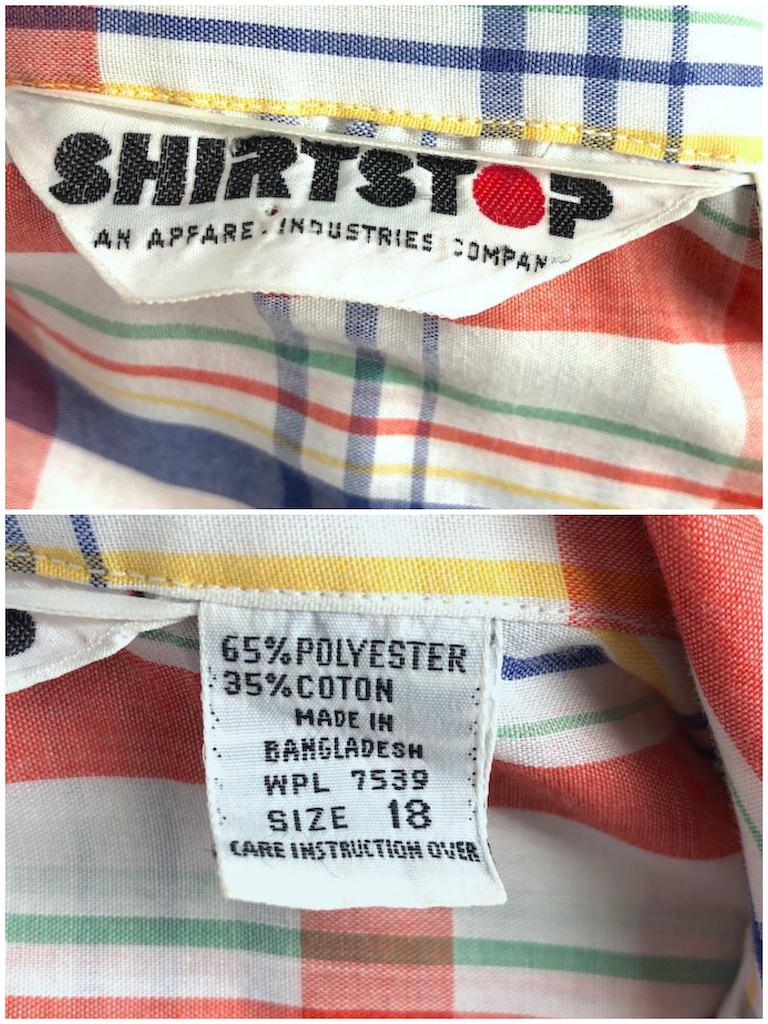 SHIRTSTOP
AN APPAREL INDUSTRIES COMPANY
65% POLYESTER
35% COTON
MADE IN
BANGLADESH
WPL 7539
SIZE 18
CARE INSTRUCTION OVER